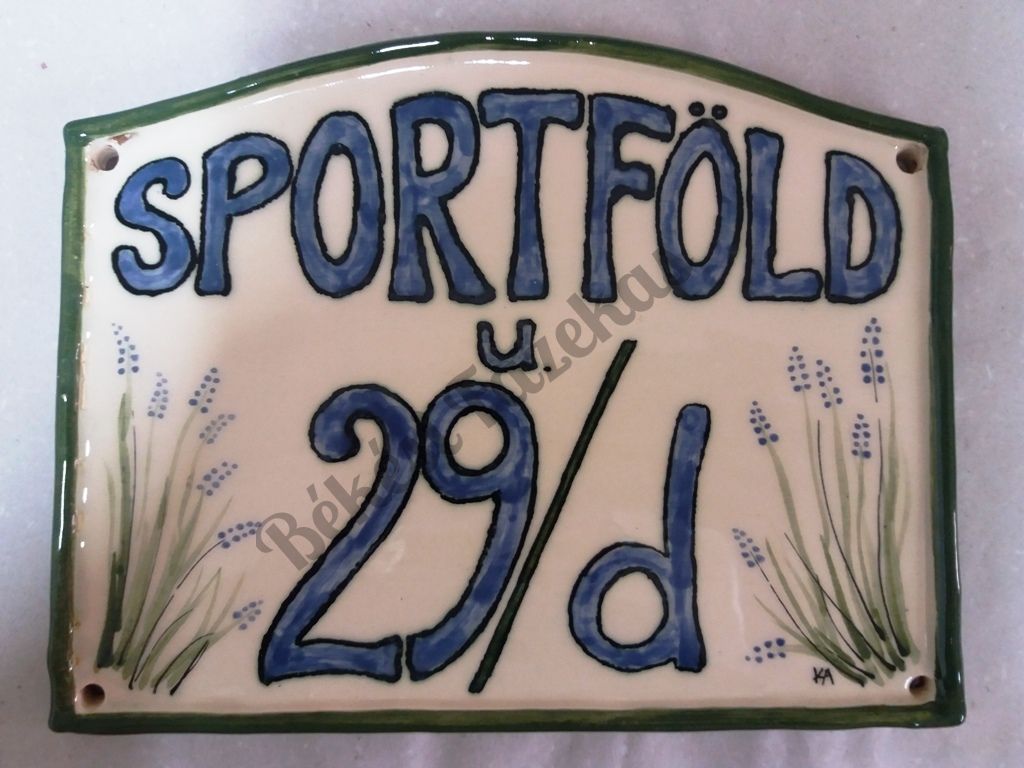 SPORTFÖLD
u.
29/d
KA